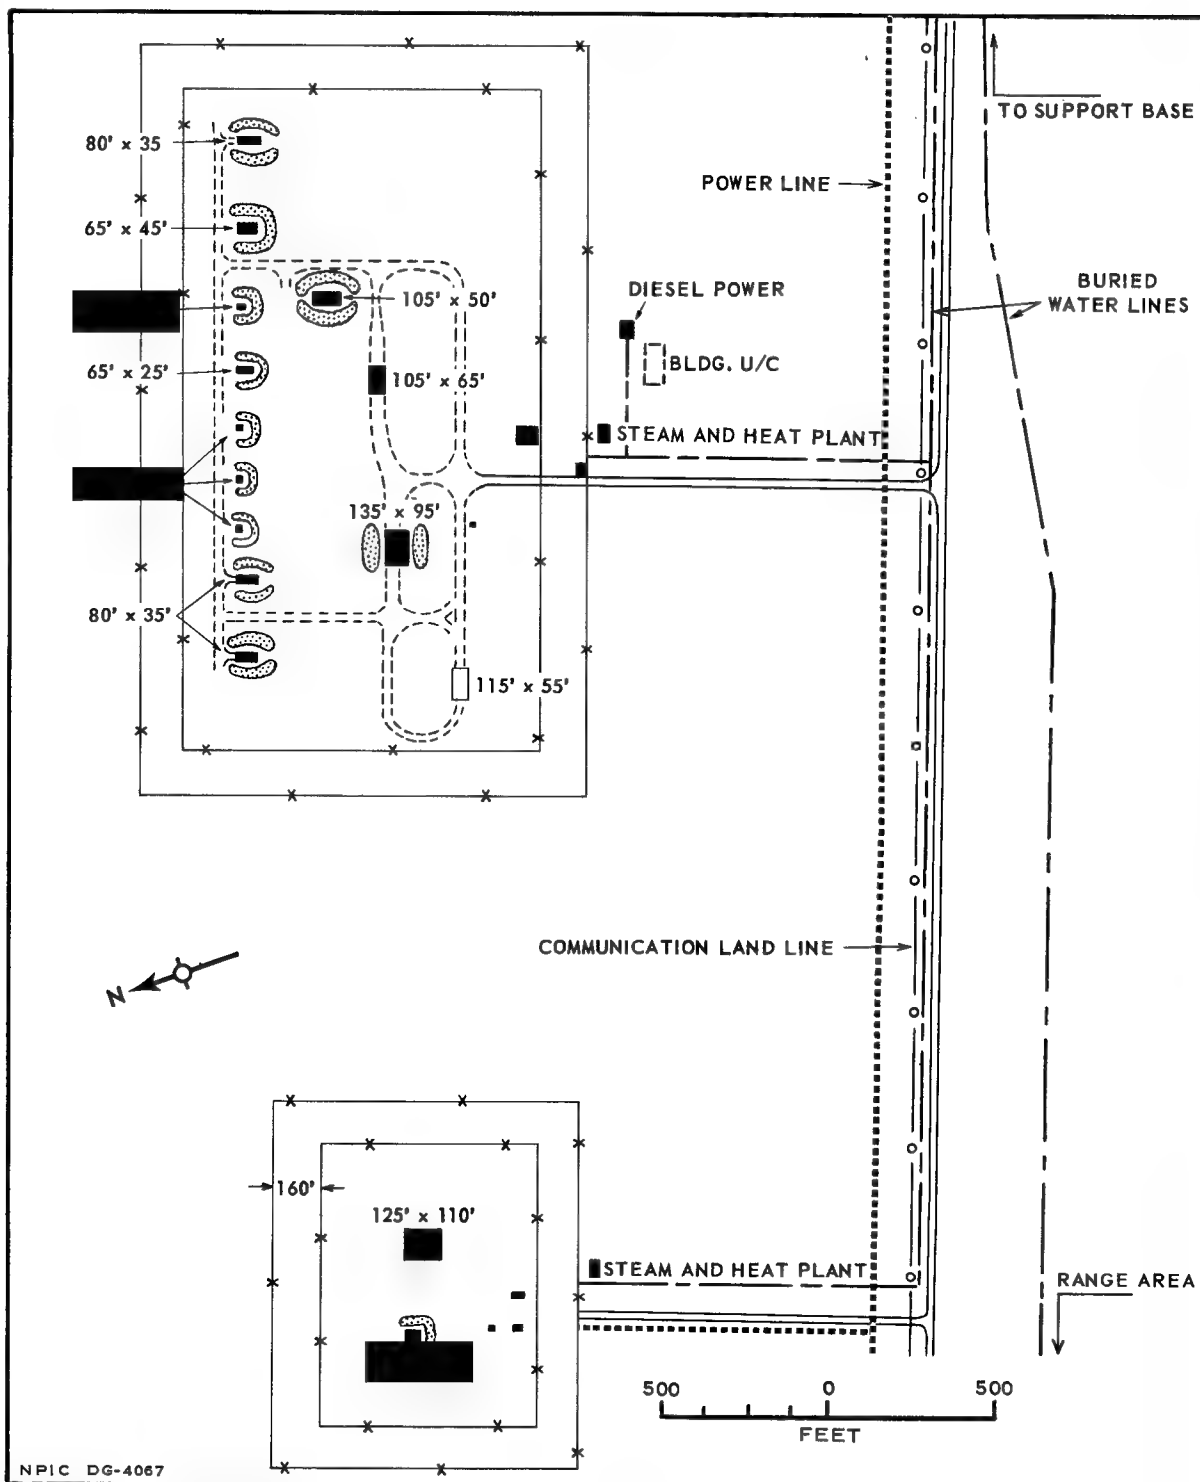 TO SUPPORT BASE
80' x 35
POWER LINE
65' x 45'
BURIED
WATER LINES
DIESEL POWER
105' x 50'
BLDG. U/C
65' x 25'
105' x 65'
STEAM AND HEAT PLANT
135' x 95'
80' x 35'
115' x 55'
COMMUNICATION LAND LINE
N
160'
125' x 110'
STEAM AND HEAT PLANT
RANGE AREA
500 0 500
FEET
NPIC DG-4067